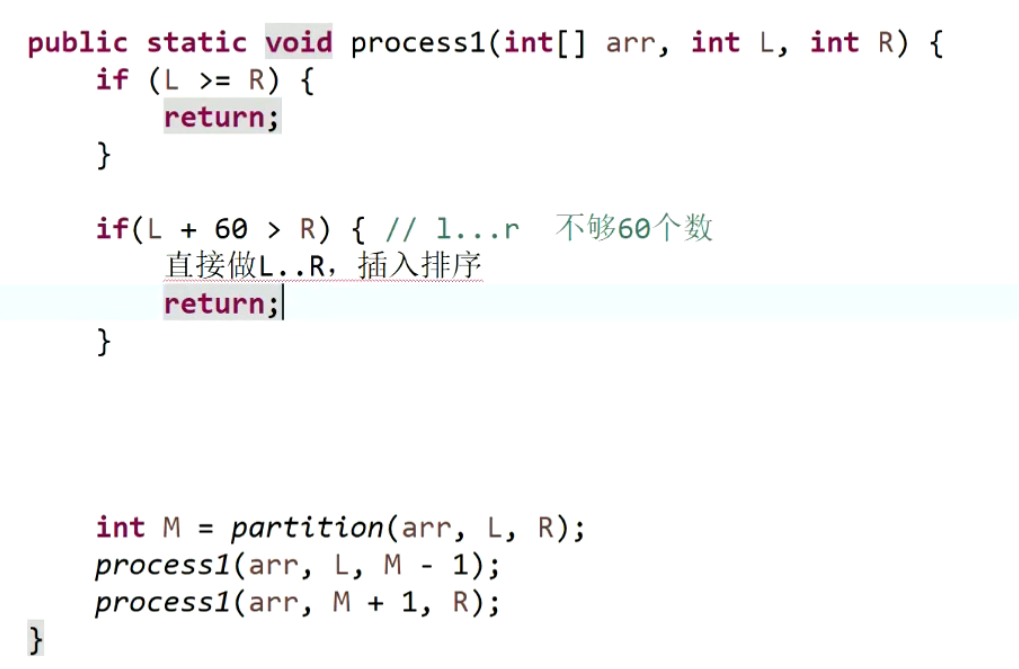 public static void process1(int[] arr, int L, int R) {
if (L >= R) {
return;
}
if(L + 60 > R) { // l...r 不够60个数
直接做L..R，插入排序
return;
}
int M = partition(arr, L, R);
process1(arr, L, M - 1);
process1(arr, M + 1, R);
}